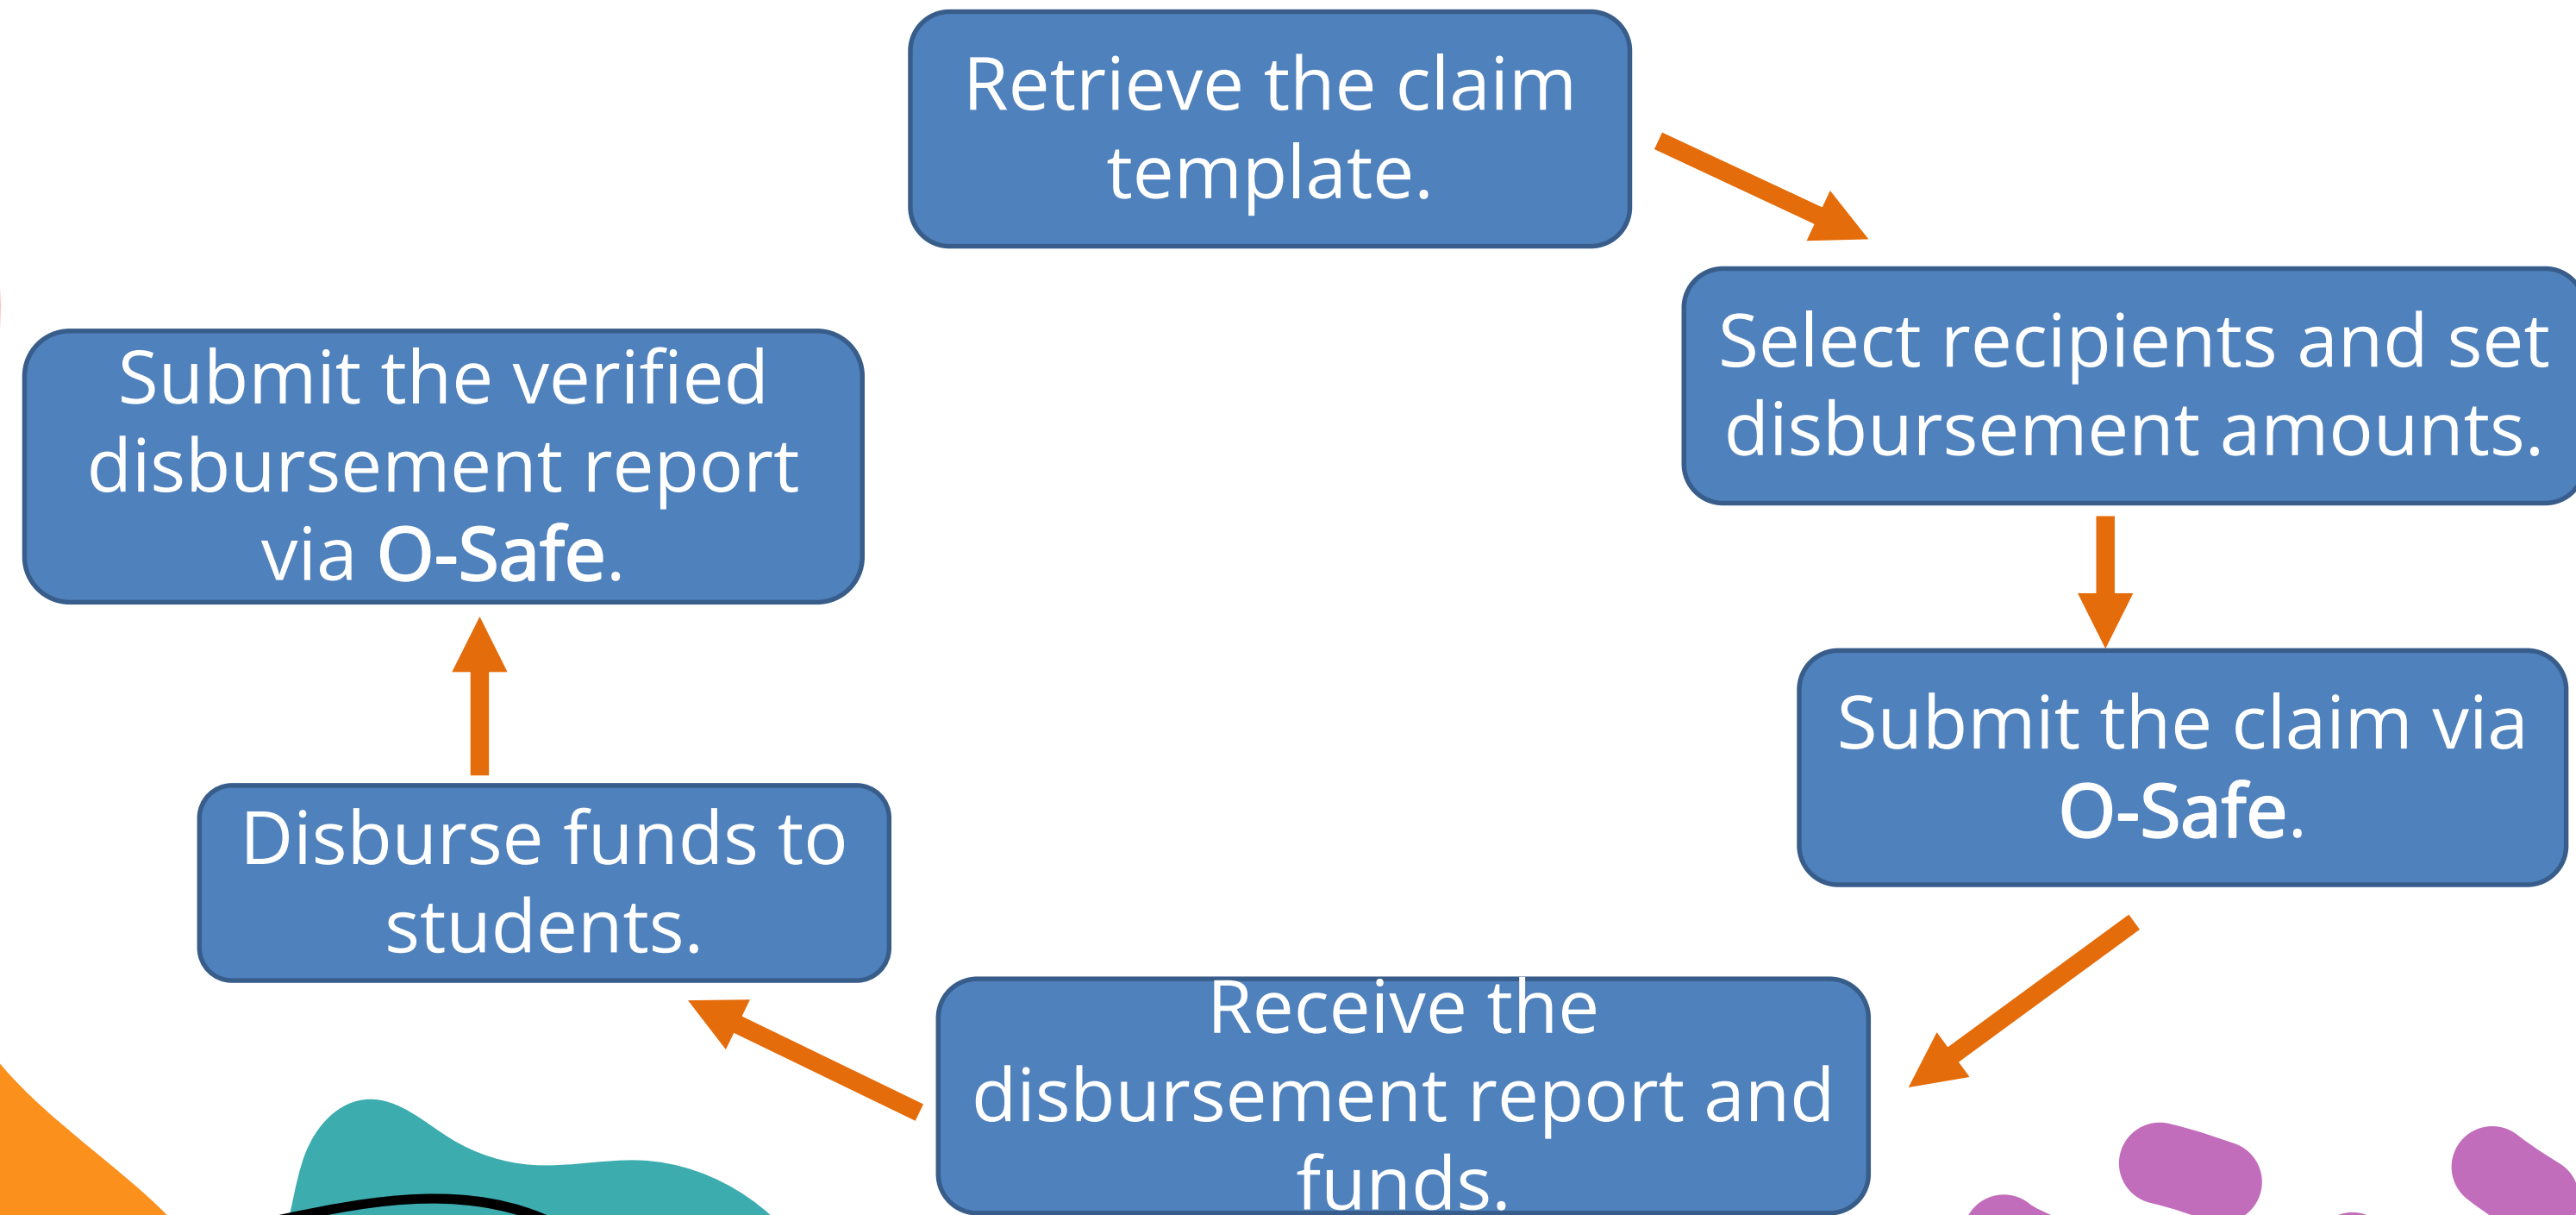 Retrieve the claim
template.
Select recipients and set
disbursement amounts.
Submit the claim via
O-Safe.
Receive the
disbursement report and
funds.
Disburse funds to
students.
Submit the verified
disbursement report
via O-Safe.